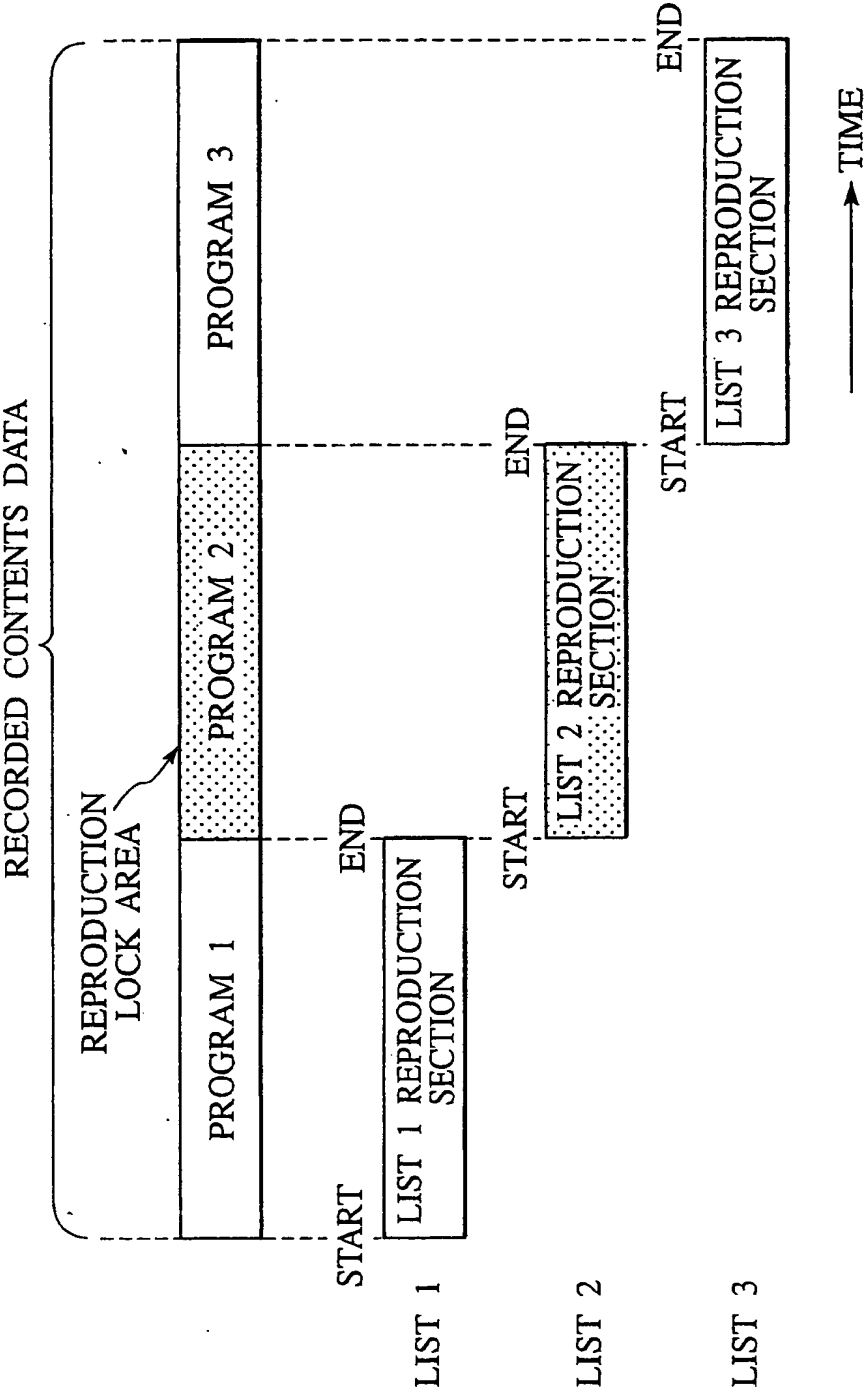 RECORDED CONTENTS DATA
REPRODUCTION
LOCK AREA
PROGRAM 1
PROGRAM 2
PROGRAM 3
START
END
LIST 1
LIST 1 REPRODUCTION
SECTION
START
END
LIST 2
LIST 2 REPRODUCTION
SECTION
START
END
LIST 3
LIST 3 REPRODUCTION
SECTION
TIME